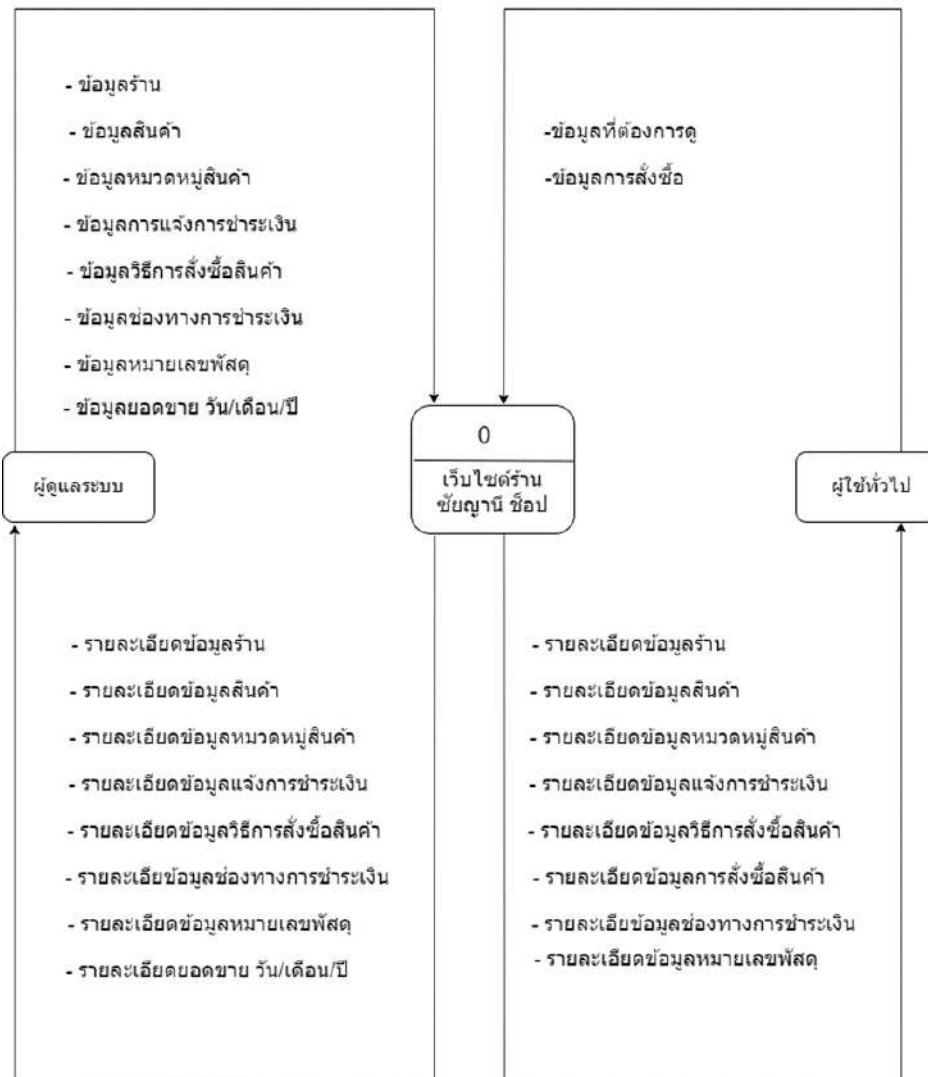 - ข้อมูลร้าน
- ข้อมูลสินค้า
- ข้อมูลหมวดหมู่สินค้า
- ข้อมูลการแจ้งการชำระเงิน
- ข้อมูลวิธีการสั่งซื้อสินค้า
- ข้อมูลช่องทางการชำระเงิน
- ข้อมูลหมายเลขพัสดุ
- ข้อมูลยอดขาย วัน/เดือน/ปี
-ข้อมูลที่ต้องการดู
-ข้อมูลการสั่งซื้อ
ผู้ดูแลระบบ
0
เว็บไซต์ร้าน
ชัยญานี ช็อป
ผู้ใช้ทั่วไป
- รายละเอียดข้อมูลร้าน
- รายละเอียดข้อมูลสินค้า
- รายละเอียดข้อมูลหมวดหมู่สินค้า
- รายละเอียดข้อมูลแจ้งการชำระเงิน
- รายละเอียดข้อมูลวิธีการสั่งซื้อสินค้า
- รายละเอียข้อมูลช่องทางการชำระเงิน
- รายละเอียดข้อมูลหมายเลขพัสดุ
- รายละเอียดยอดขาย วัน/เดือน/ปี
- รายละเอียดข้อมูลร้าน
- รายละเอียดข้อมูลสินค้า
- รายละเอียดข้อมูลหมวดหมู่สินค้า
- รายละเอียดข้อมูลแจ้งการชำระเงิน
- รายละเอียดข้อมูลวิธีการสั่งซื้อสินค้า
- รายละเอียดข้อมูลการสั่งซื้อสินค้า
- รายละเอียข้อมูลช่องทางการชำระเงิน
- รายละเอียดข้อมูลหมายเลขพัสดุ